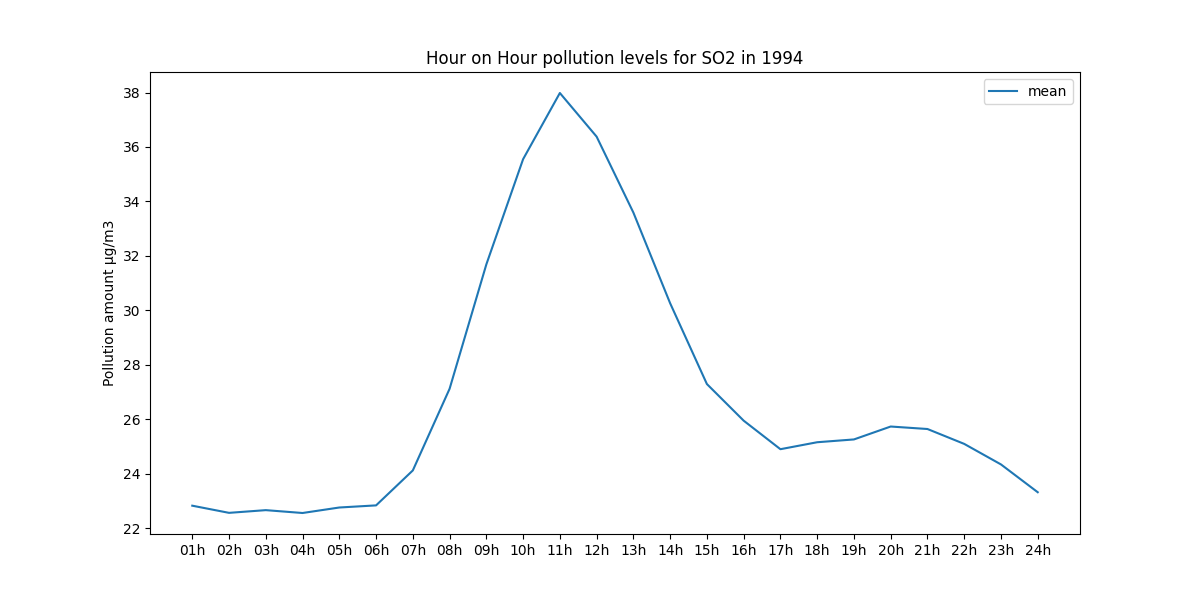 Hour on Hour pollution levels for SO2 in 1994
mean
Pollution amount µg/m3
38
36
34
32
30
28
26
24
22
01h 02h 03h 04h 05h 06h 07h 08h 09h 10h 11h 12h 13h 14h 15h 16h 17h 18h 19h 20h 21h 22h 23h 24h